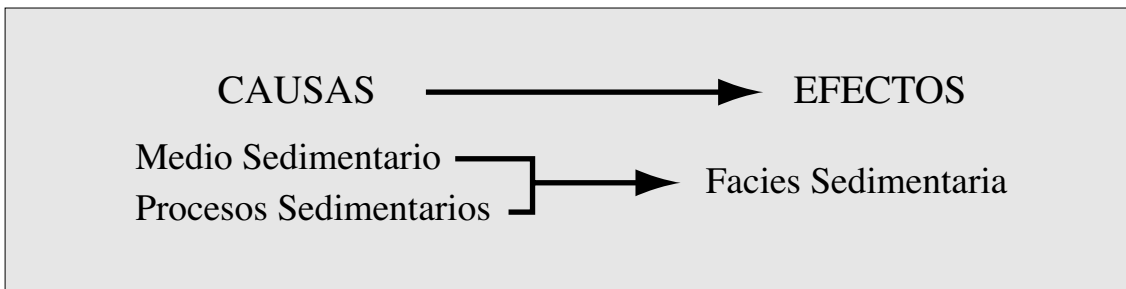 CAUSAS EFECTOS
Medio Sedimentario
Procesos Sedimentarios
Facies Sedimentaria